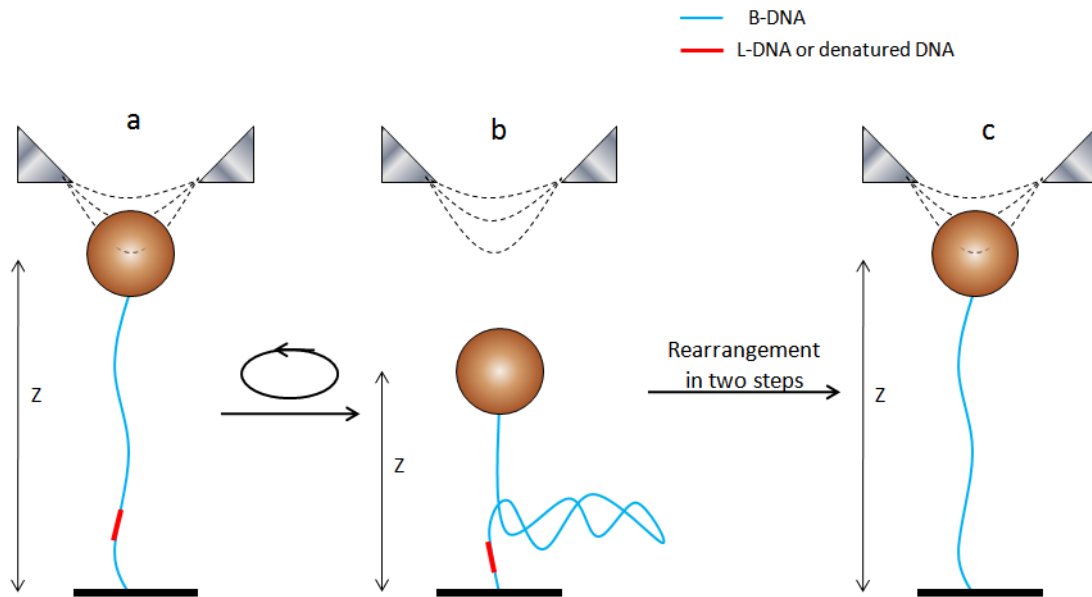 B-DNA
L-DNA or denatured DNA
a
b
c
Z
Z
Rearrangement
in two steps
Z